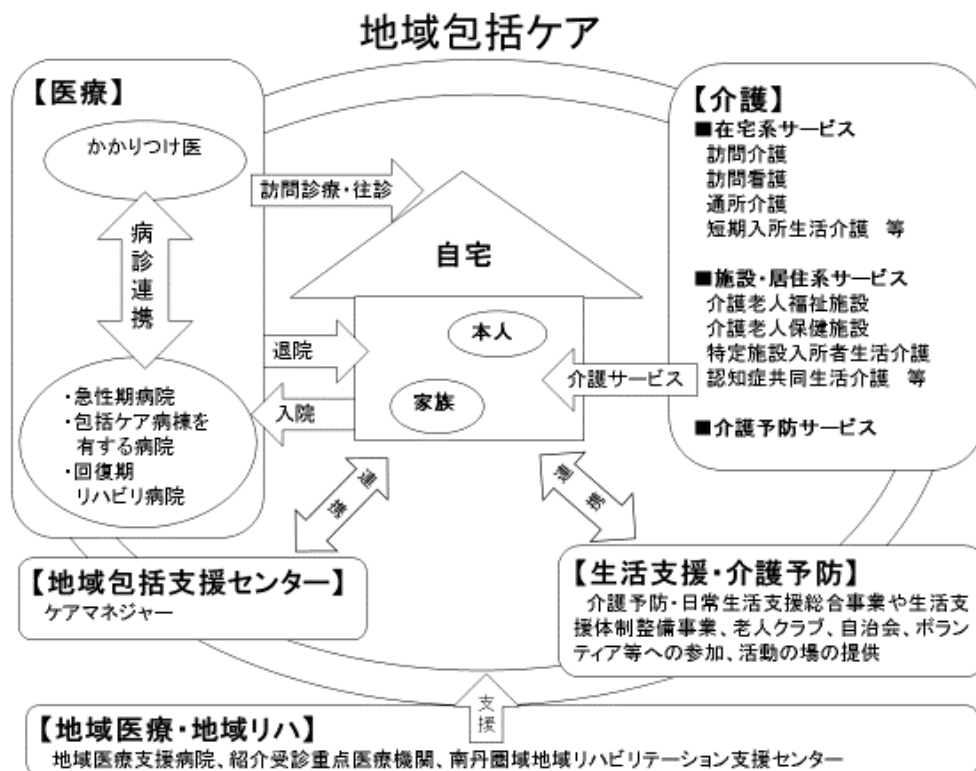 地域包括ケア
【医療】
かかりつけ医
病診連携
・急性期病院
・包括ケア病棟を
有する病院
・回復期
リハビリ病院
訪問診療・往診
退院
入院
自宅
本人
家族
介護サービス
【介護】
■在宅系サービス
訪問介護
訪問看護
通所介護
短期入所生活介護　等
■施設・居住系サービス
介護老人福祉施設
介護老人保健施設
特定施設入所者生活介護
認知症共同生活介護　等
■介護予防サービス
連携
連携
【地域包括支援センター】
ケアマネジャー
【生活支援・介護予防】
介護予防・日常生活支援総合事業や生活支
援体制整備事業、老人クラブ、自治会、ボラン
ティア等への参加、活動の場の提供
支援
【地域医療・地域リハ】
地域医療支援病院、紹介受診重点医療機関、南丹圏域地域リハビリテーション支援センター